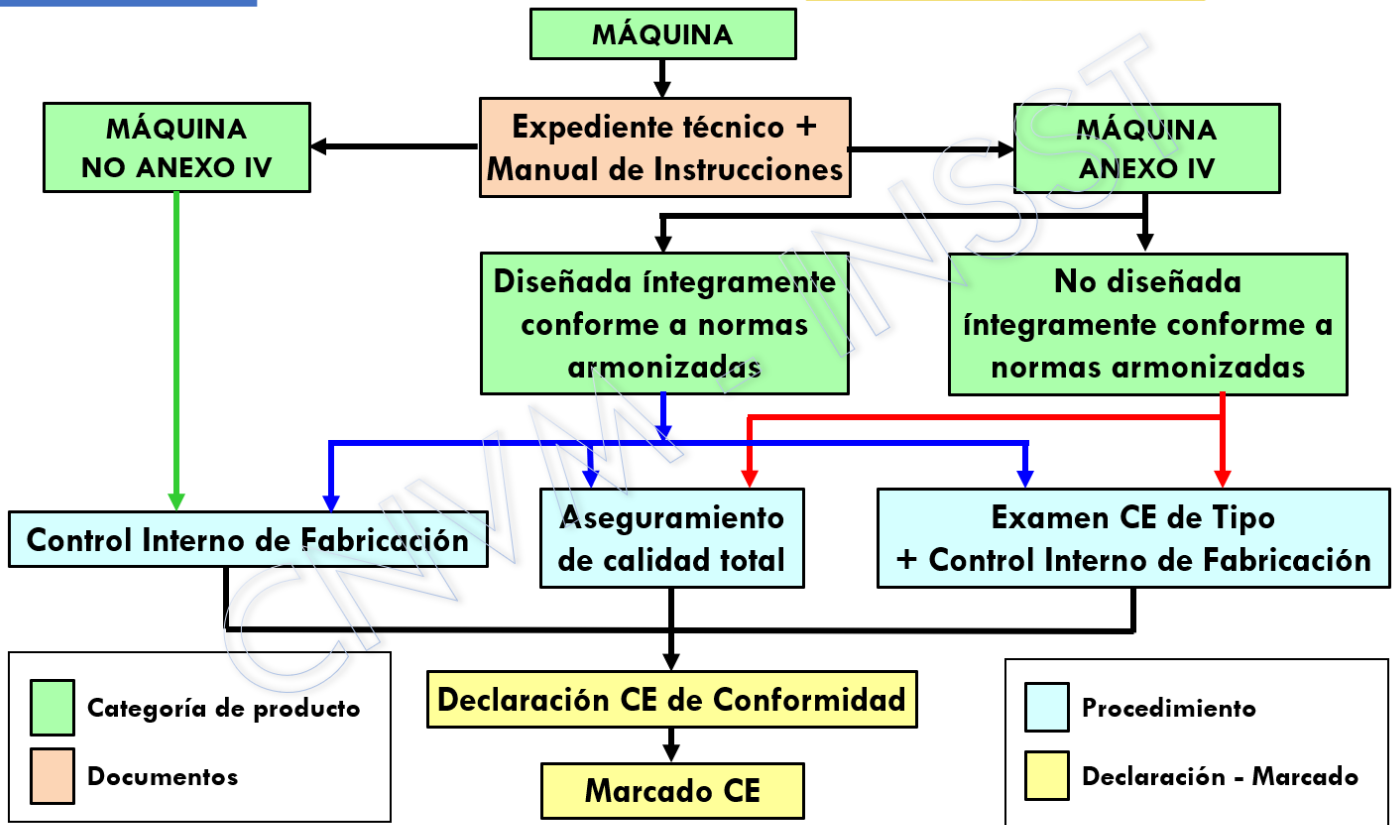 MÁQUINA
Expediente técnico +
Manual de Instrucciones
MÁQUINA
NO ANEXO IV
MÁQUINA
ANEXO IV
Diseñada íntegramente
conforme a normas
armonizadas
No diseñada
íntegramente conforme a
normas armonizadas
Control Interno de Fabricación
Aseguramiento
de calidad total
Examen CE de Tipo
+ Control Interno de Fabricación
Declaración CE de Conformidad
Marcado CE
Categoría de producto
Documentos
Procedimiento
Declaración - Marcado
CNVM - INSST